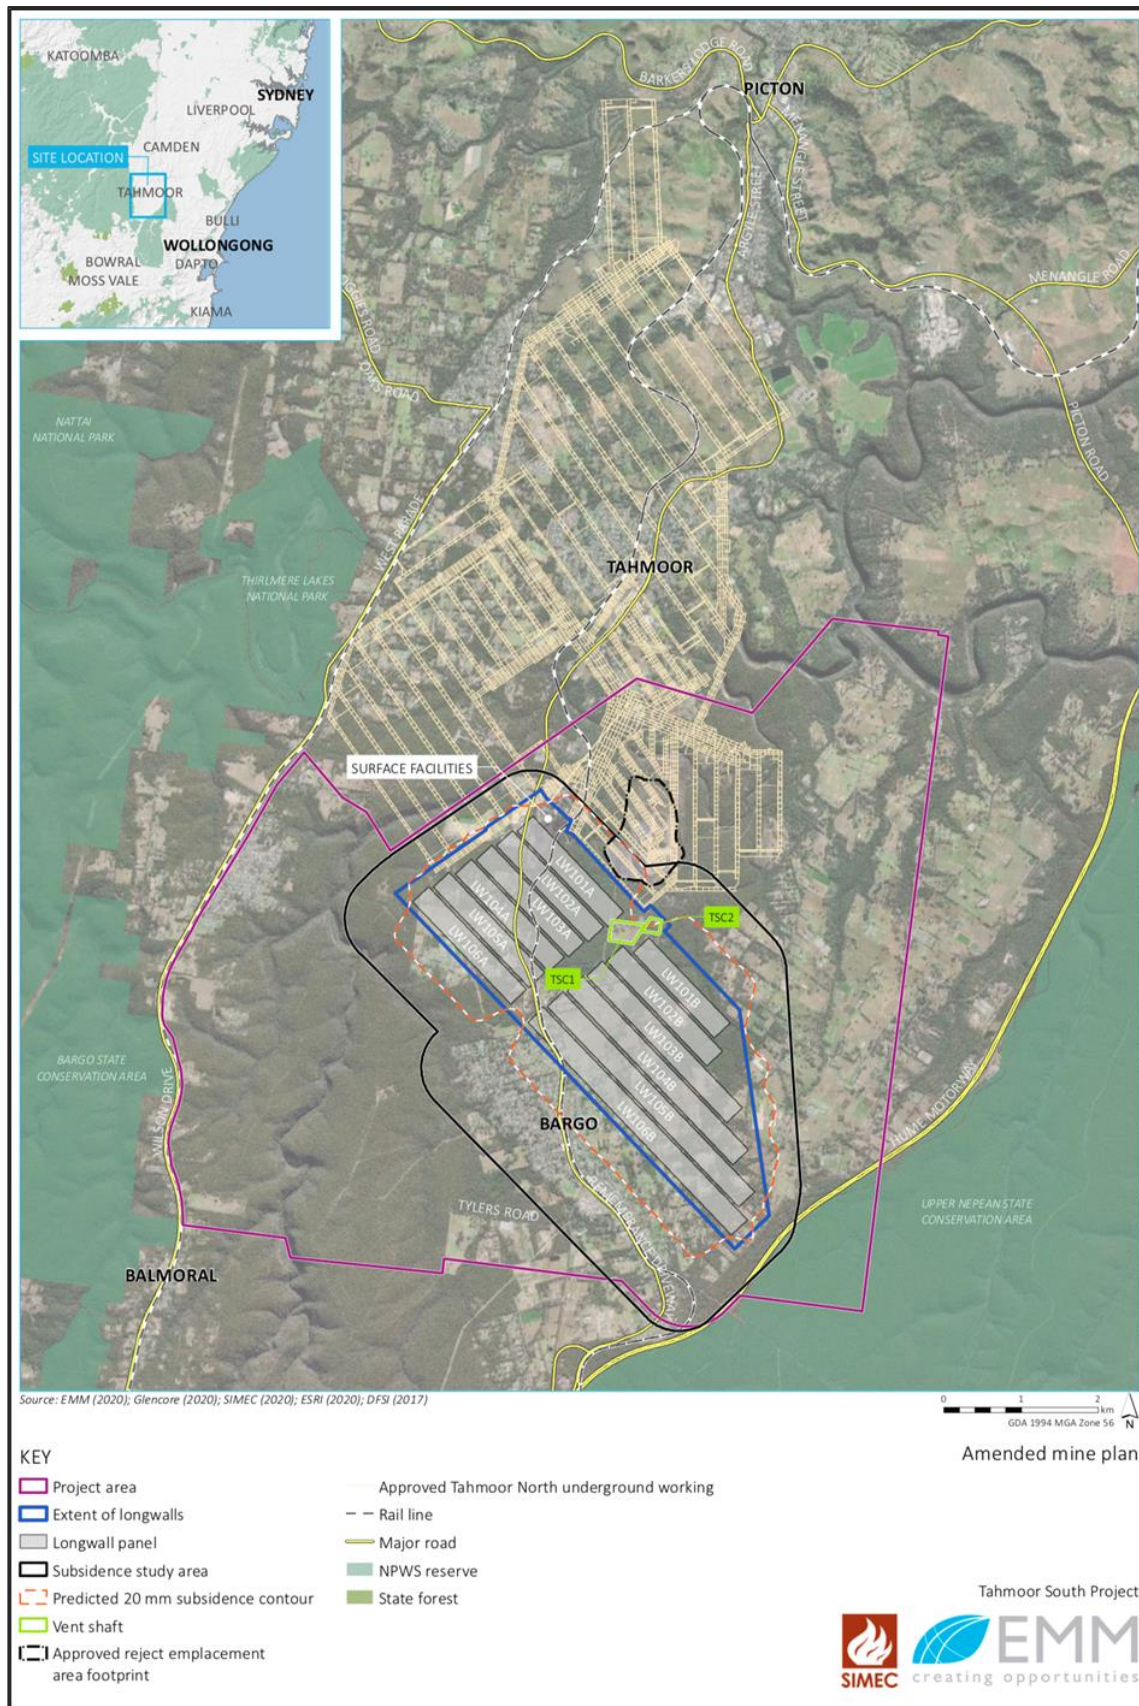 KATOOMBA
SYDNEY
LIVERPOOL
CAMDEN
SITE LOCATION
TAHMOOR
BULLI
WOLLONGONG
BOWRAL
DAPTO
MOSS VALE
KIAMA
BARKERS LODGE ROAD
PICTON
MENANGLE STREET
ARGYLE STREET
MENANGLE ROAD
ROAD
NATTAI
NATIONAL PARK
PICTON ROAD
WEST PARADE
TAHMOOR
THIRLMERE LAKES
NATIONAL PARK
SURFACE FACILITIES
LW101A
LW102A
LW103A
LW104A
LW105A
LW106A
TSC2
TSC1
LW101B
LW102B
LW103B
LW104B
LW105B
LW106B
BARGO STATE
CONSERVATION AREA
WILSON DRIVE
HUME MOTORWAY
BARGO
TYLERS ROAD
UPPER NEPEAN STATE
CONSERVATION AREA
BALMORAL
Source: EMM (2020); Glencore (2020); SIMEC (2020); ESRI (2020); DFSI (2017)
0 1 2
km
GDA 1994 MGA Zone 56 N
KEY
Amended mine plan
Project area
Extent of longwalls
Longwall panel
Subsidence study area
Predicted 20 mm subsidence contour
Vent shaft
Approved reject emplacement
area footprint
Approved Tahmoor North underground working
Rail line
Major road
NPWS reserve
State forest
Tahmoor South Project
SIMEC
EMM
creating opportunities